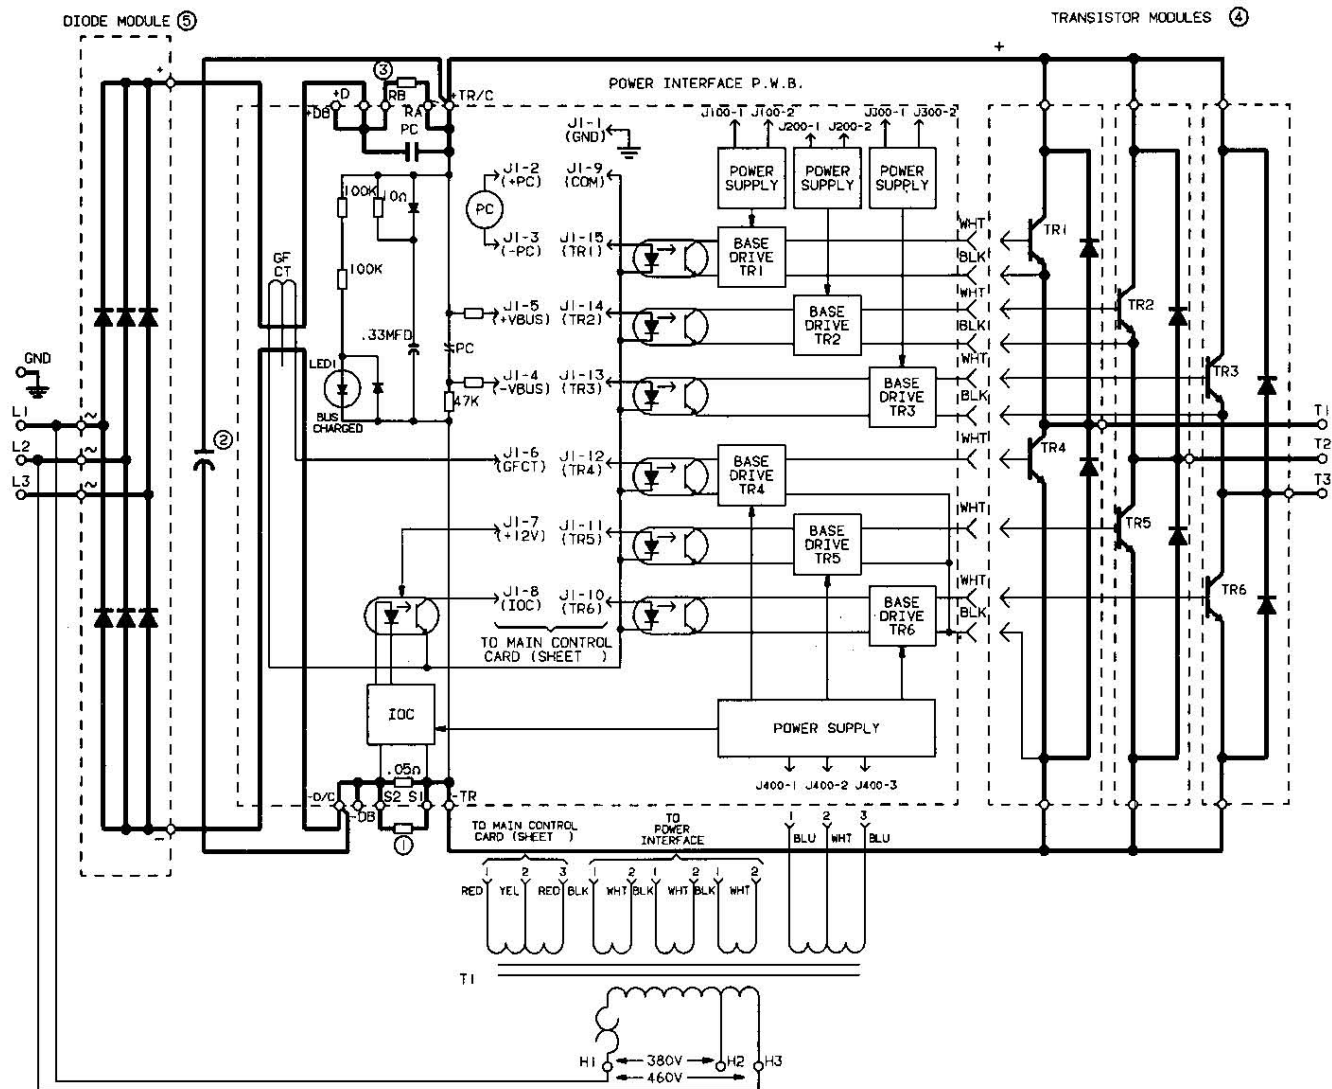 DIODE MODULE ⑤
TRANSISTOR MODULES ④
+
+
③
+D
RB
+TR/C
POWER INTERFACE P.W.B.
+DB
RA
PC
J1-1
(GND)
J100-1
J100-2
J200-1
J200-2
J300-1
J300-2
J1-2
(+PC)
J1-9
(COM)
POWER
SUPPLY
POWER
SUPPLY
POWER
SUPPLY
100K
10Ω
PC
J1-3
(-PC)
J1-15
(TR1)
BASE
DRIVE
TR1
WHT
BLK
TR1
GF
CT
100K
J1-5
(+VBUS)
J1-14
(TR2)
BASE
DRIVE
TR2
WHT
BLK
TR2
.33MFD
PC
LED1
J1-4
(-VBUS)
J1-13
(TR3)
BASE
DRIVE
TR3
WHT
BLK
TR3
BUS
CHARGED
47K
GND
L1
~
L2
~
L3
~
②
J1-6
(GFCT)
J1-12
(TR4)
BASE
DRIVE
TR4
WHT
TR4
T1
T2
T3
J1-7
(+12V)
J1-11
(TR5)
BASE
DRIVE
TR5
WHT
TR5
J1-8
(IOC)
J1-10
(TR6)
BASE
DRIVE
TR6
WHT
BLK
TR6
TO MAIN CONTROL
CARD (SHEET )
IOC
POWER SUPPLY
.05Ω
J400-1 J400-2 J400-3
-D/C
S2 S1
-TR
-DB
-
①
TO MAIN CONTROL
CARD (SHEET )
TO
POWER
INTERFACE
1 2 3
BLU WHT BLU
1 2 3 1 2 1 2 1 2
RED YEL RED BLK WHT BLK WHT BLK WHT
T1
H1 380V H2 H3
460V